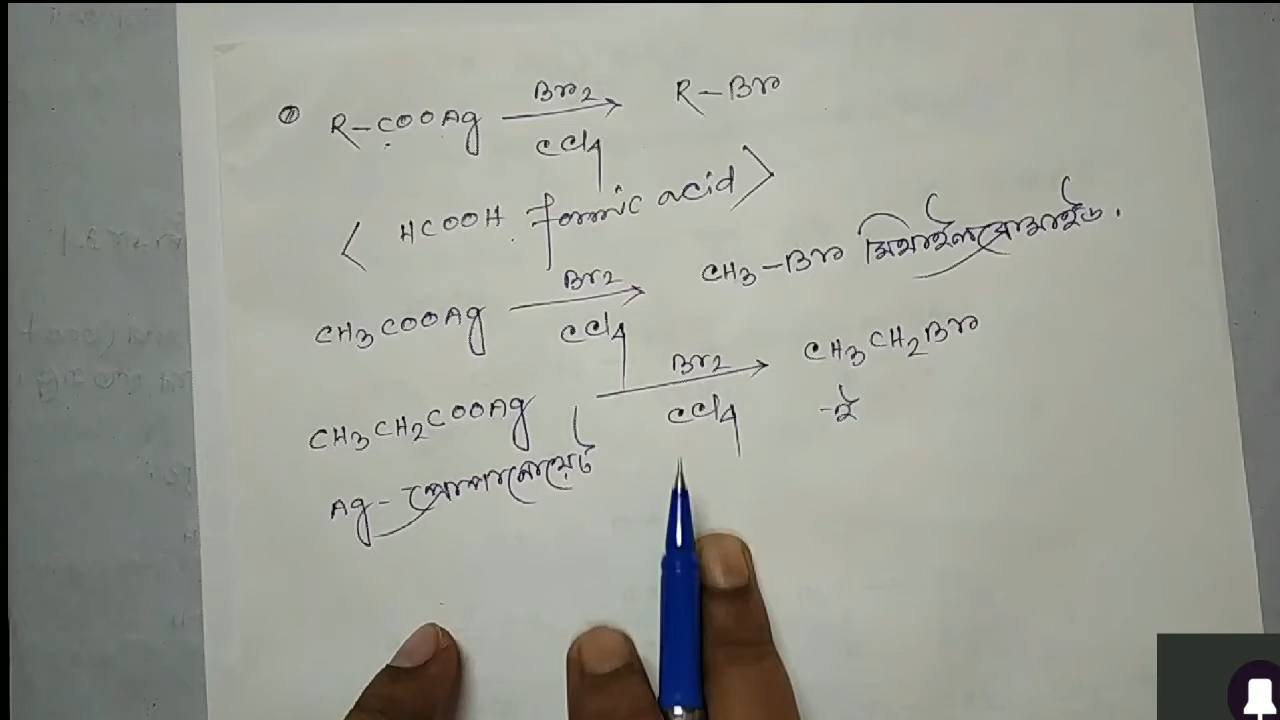 R-COOAg Br2 CCl4 R-Br
< HCOOH formic acid >
CH3COOAg Br2 CCl4 CH3-Br মিথাইল ব্রোমাইড.
CH3CH2COOAg Br2 CCl4 CH3CH2Br
Ag- প্রোপানোয়েট -ই